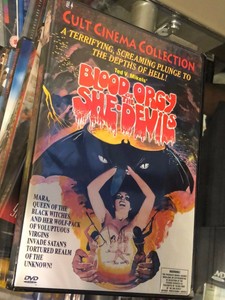 CULT CINEMA COLLECTION
A TERRIFYING, SCREAMING PLUNGE TO
THE DEPTHS OF HELL!
Ted V. Mikels'
BLOOD ORGY
OF THE
SHE-DEVILS
MARA,
QUEEN OF THE
BLACK WITCHES,
AND HER WOLF-PACK
OF VOLUPTUOUS
VIRGINS
INVADE SATAN'S
TORTURED REALM
OF THE
UNKNOWN!
DVD